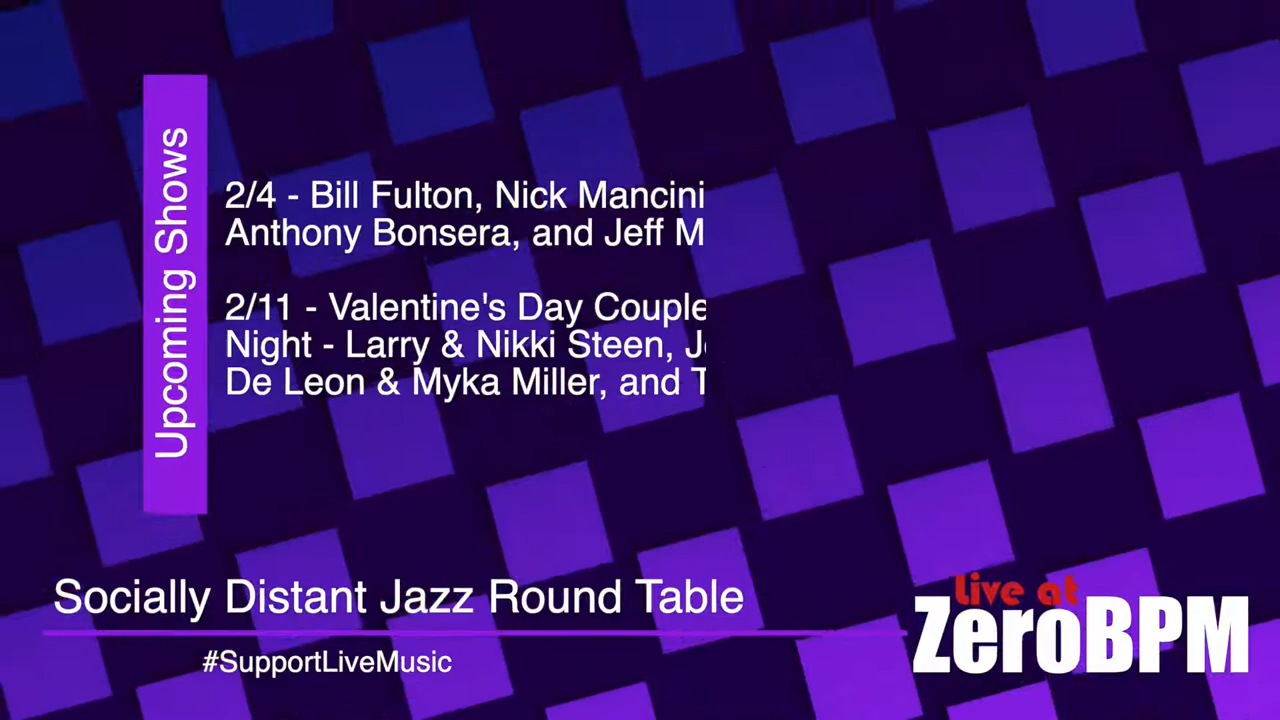 Upcoming Shows
2/4 - Bill Fulton, Nick Mancini
Anthony Bonsera, and Jeff M
2/11 - Valentine's Day Couple
Night - Larry & Nikki Steen,
De Leon & Myka Miller, and T
Socially Distant Jazz Round Table
#SupportLiveMusic
Live at
ZeroBPM